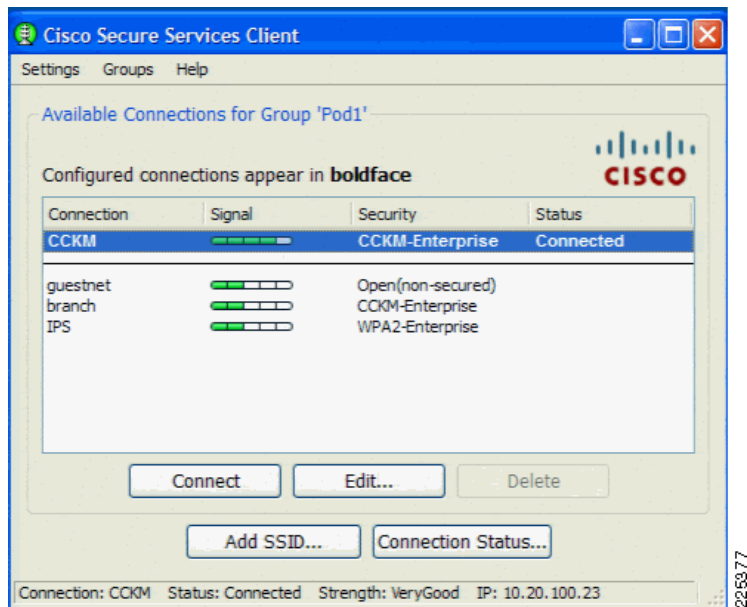 Cisco Secure Services Client
Settings Groups Help
Available Connections for Group 'Pod1'
CISCO
Configured connections appear in boldface
Connection Signal Security Status
CCKM CCKM-Enterprise Connected
guestnet Open(non-secured)
branch CCKM-Enterprise
IPS WPA2-Enterprise
Connect Edit... Delete
Add SSID... Connection Status...
Connection: CCKM Status: Connected Strength: VeryGood IP: 10.20.100.23
225377